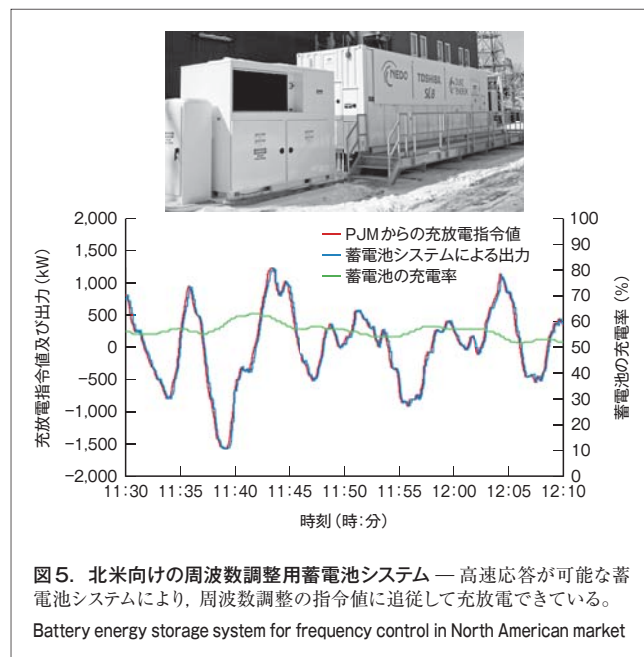 NEDO
TOSHIBA
2,000
1,500
1,000
500
0
-500
-1,000
-1,500
-2,000
充放電指令値及び出力(kW)
PJMからの充放電指令値
蓄電池システムによる出力
蓄電池の充電率
100
90
80
70
60
50
40
30
20
10
0
蓄電池の充電率(%)
11:30 11:35 11:40 11:45 11:50 11:55 12:00 12:05 12:10
時刻(時:分)
図5. 北米向けの周波数調整用蓄電池システム — 高速応答が可能な蓄
電池システムにより,周波数調整の指令値に追従して充放電できている。
Battery energy storage system for frequency control in North American market